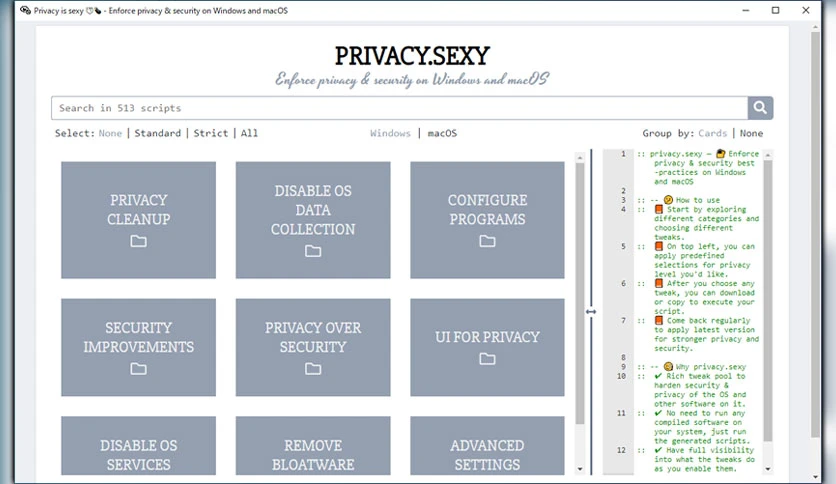 Privacy is sexy - Enforce privacy & security on Windows and macOS
PRIVACY.SEXY
Enforce privacy & security on Windows and macOS
Search in 513 scripts
Select: None | Standard | Strict | All
Windows | macOS
Group by: Cards | None
PRIVACY
CLEANUP
DISABLE OS
DATA
COLLECTION
CONFIGURE
PROGRAMS
SECURITY
IMPROVEMENTS
PRIVACY OVER
SECURITY
UI FOR PRIVACY
DISABLE OS
SERVICES
REMOVE
BLOATWARE
ADVANCED
SETTINGS
1 :: privacy.sexy — 🔐 Enforce
privacy & security best
-practices on Windows
and macOS
2
3 :: -- 🤔 How to use
4 :: 📙 Start by exploring
different categories and
choosing different
tweaks.
5 :: 📙 On top left, you can
apply predefined
selections for privacy
level you'd like.
6 :: 📙 After you choose any
tweak, you can download
or copy to execute your
script.
7 :: 📙 Come back regularly
to apply latest version
for stronger privacy and
security.
8
9 :: -- 🧐 Why privacy.sexy
10 :: ✔ Rich tweak pool to
harden security &
privacy of the OS and
other software on it.
11 :: ✔ No need to run any
compiled software on
your system, just run
the generated scripts.
12 :: ✔ Have full visibility
into what the tweaks do
as you enable them.